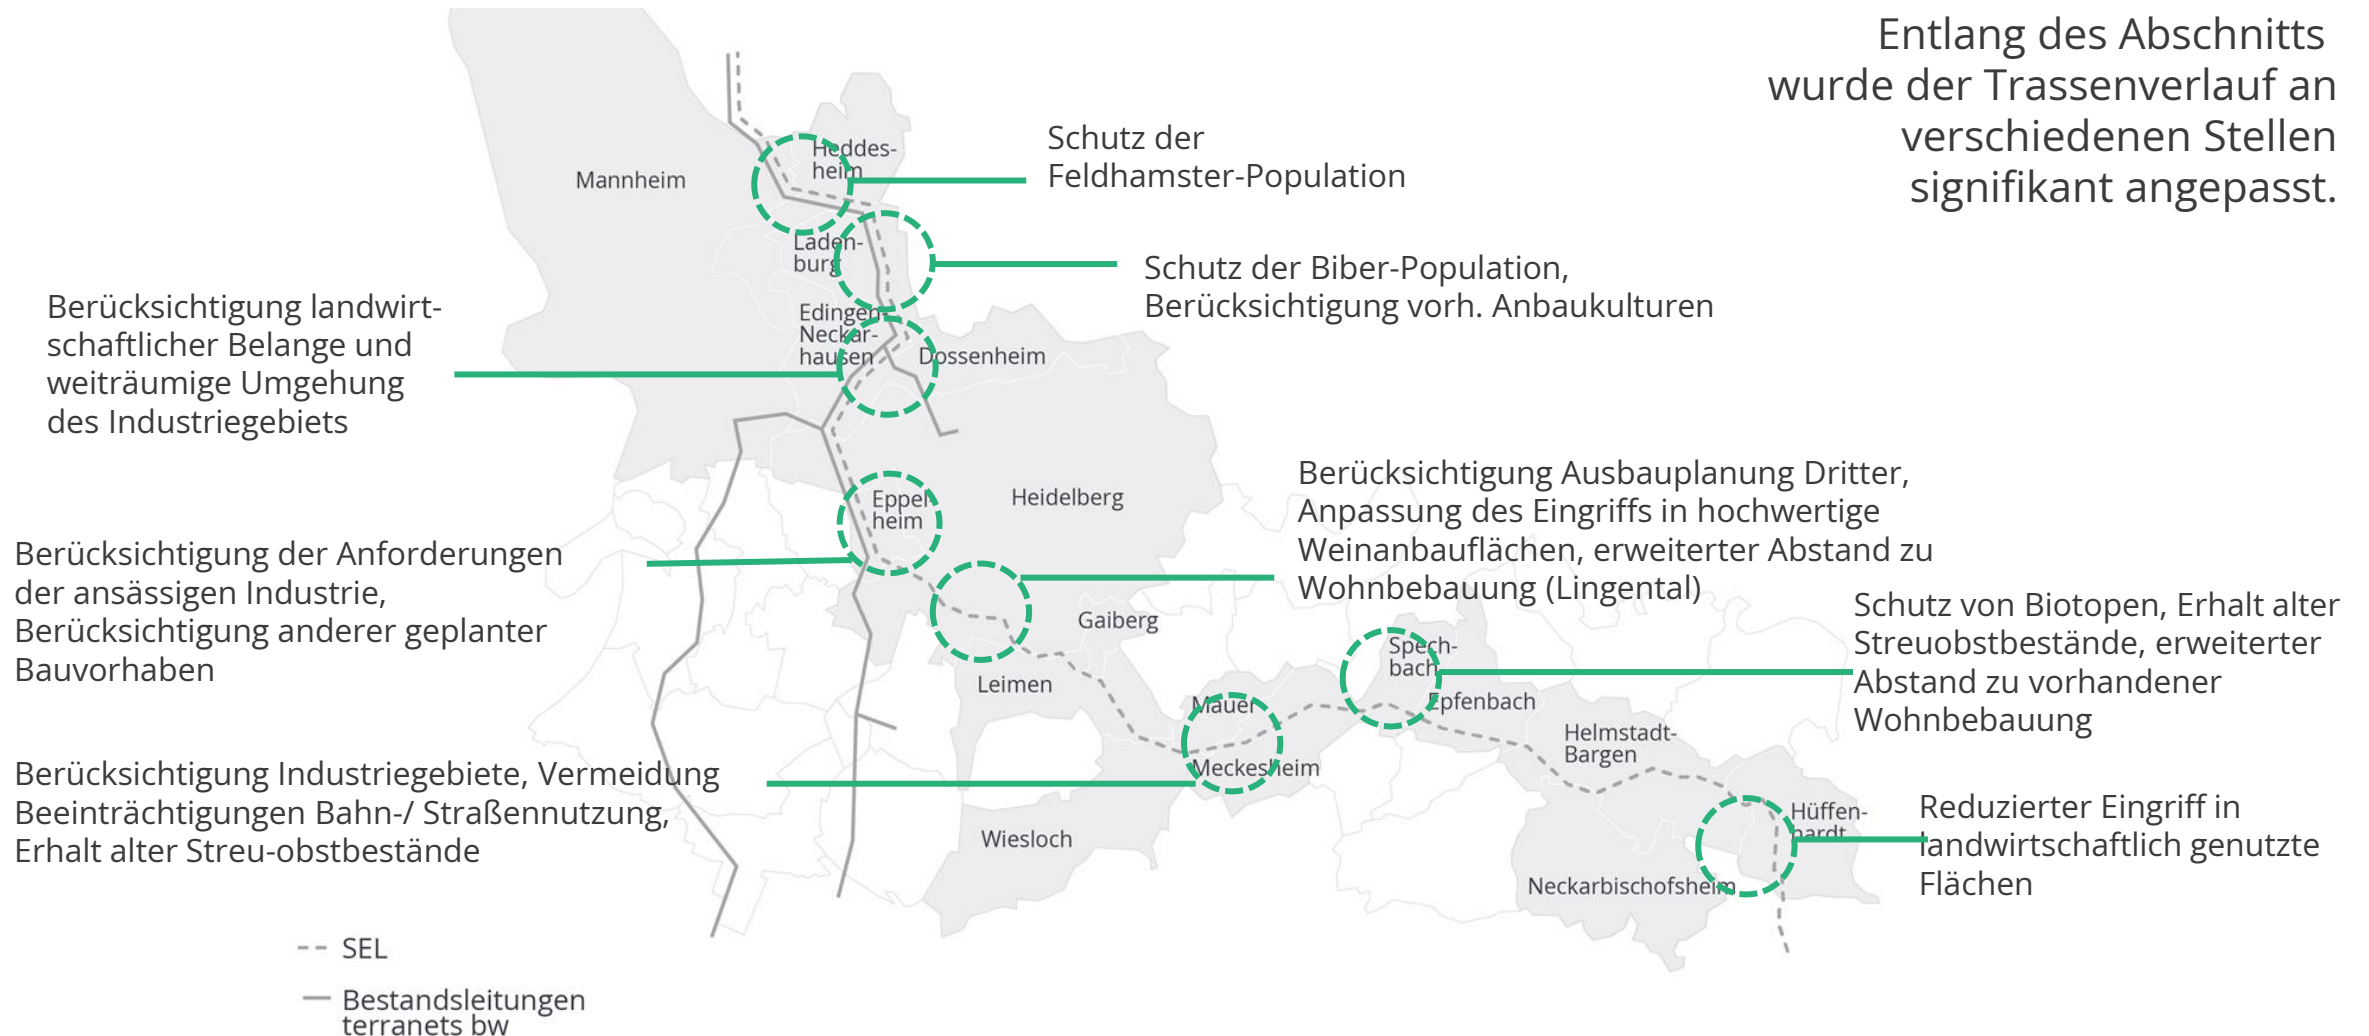 Entlang des Abschnitts
wurde der Trassenverlauf an
verschiedenen Stellen
signifikant angepasst.
Schutz der
Feldhamster-Population
Heddes-
heim
Mannheim
Laden-
burg
Schutz der Biber-Population,
Berücksichtigung vorh. Anbaukulturen
Berücksichtigung landwirt-
schaftlicher Belange und
weiträumige Umgehung
des Industriegebiets
Edingen-
Neckar-
hausen
Dossenheim
Eppel-
heim
Heidelberg
Berücksichtigung Ausbauplanung Dritter,
Anpassung des Eingriffs in hochwertige
Weinanbauflächen, erweiterter Abstand zu
Wohnbebauung (Lingental)
Berücksichtigung der Anforderungen
der ansässigen Industrie,
Berücksichtigung anderer geplanter
Bauvorhaben
Gaiberg
Leimen
Spech-
bach
Schutz von Biotopen, Erhalt alter
Streuobstbestände, erweiterter
Abstand zu vorhandener
Wohnbebauung
Mauer
Epfenbach
Helmstadt-
Bargen
Meckesheim
Berücksichtigung Industriegebiete, Vermeidung
Beeinträchtigungen Bahn-/ Straßennutzung,
Erhalt alter Streu-obstbestände
Wiesloch
Hüffen-
hardt
Reduzierter Eingriff in
landwirtschaftlich genutzte
Flächen
Neckarbischofsheim
SEL
Bestandsleitungen
terranets bw